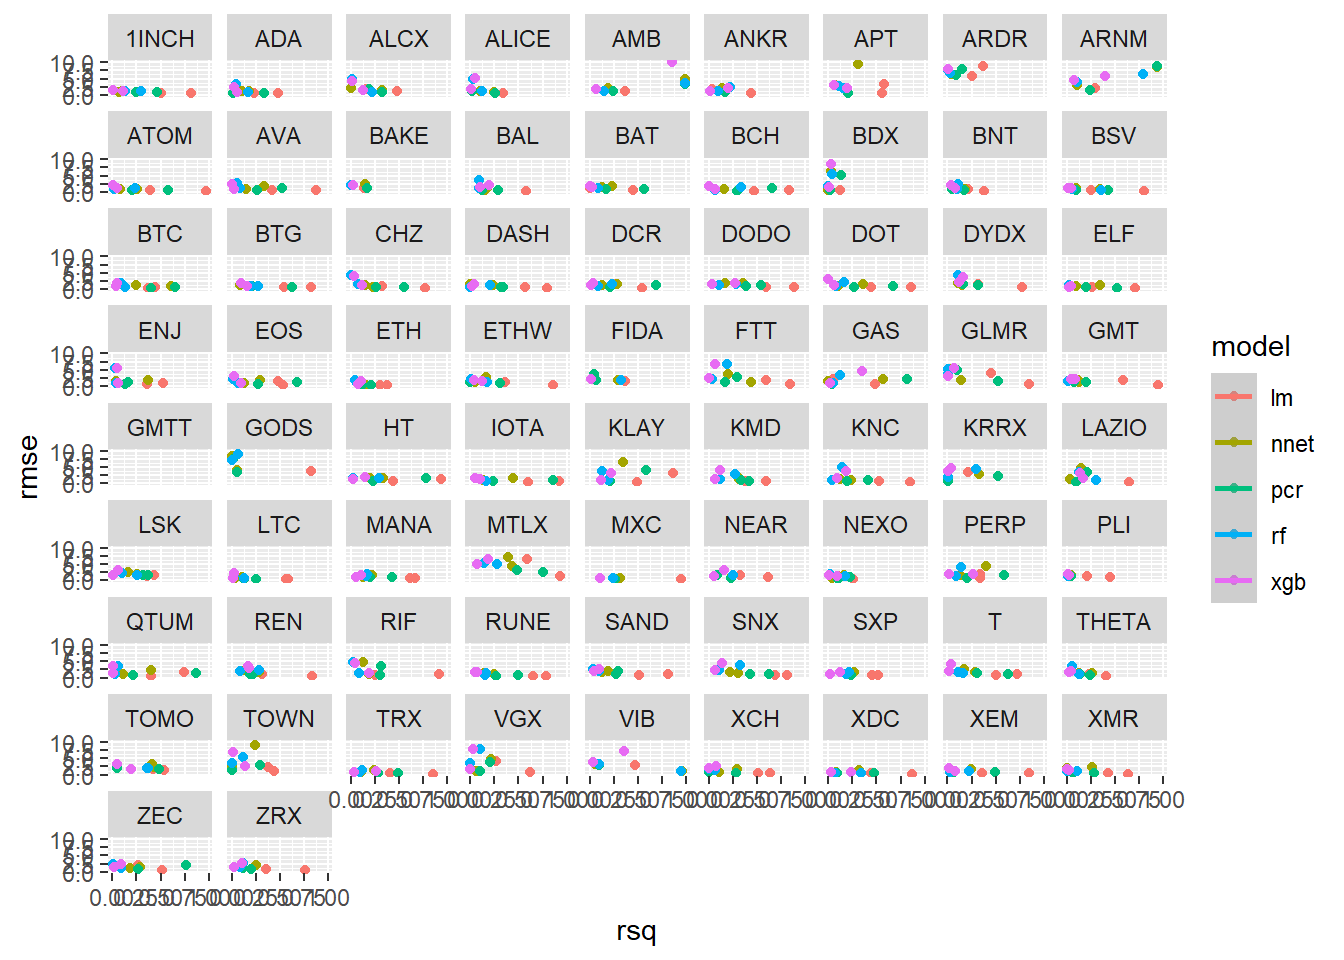 1INCH ADA ALCX ALICE AMB ANKR APT ARDR ARNM
ATOM AVA BAKE BAL BAT BCH BDX BNT BSV
BTC BTG CHZ DASH DCR DODO DOT DYDX ELF
ENJ EOS ETH ETHW FIDA FTT GAS GLMR GMT
GMTT GODS HT IOTA KLAY KMD KNC KRRX LAZIO
LSK LTC MANA MTLX MXC NEAR NEXO PERP PLI
QTUM REN RIF RUNE SAND SNX SXP T THETA
TOMO TOWN TRX VGX VIB XCH XDC XEM XMR
ZEC ZRX
rsq
rmse
model
lm
nnet
pcr
rf
xgb